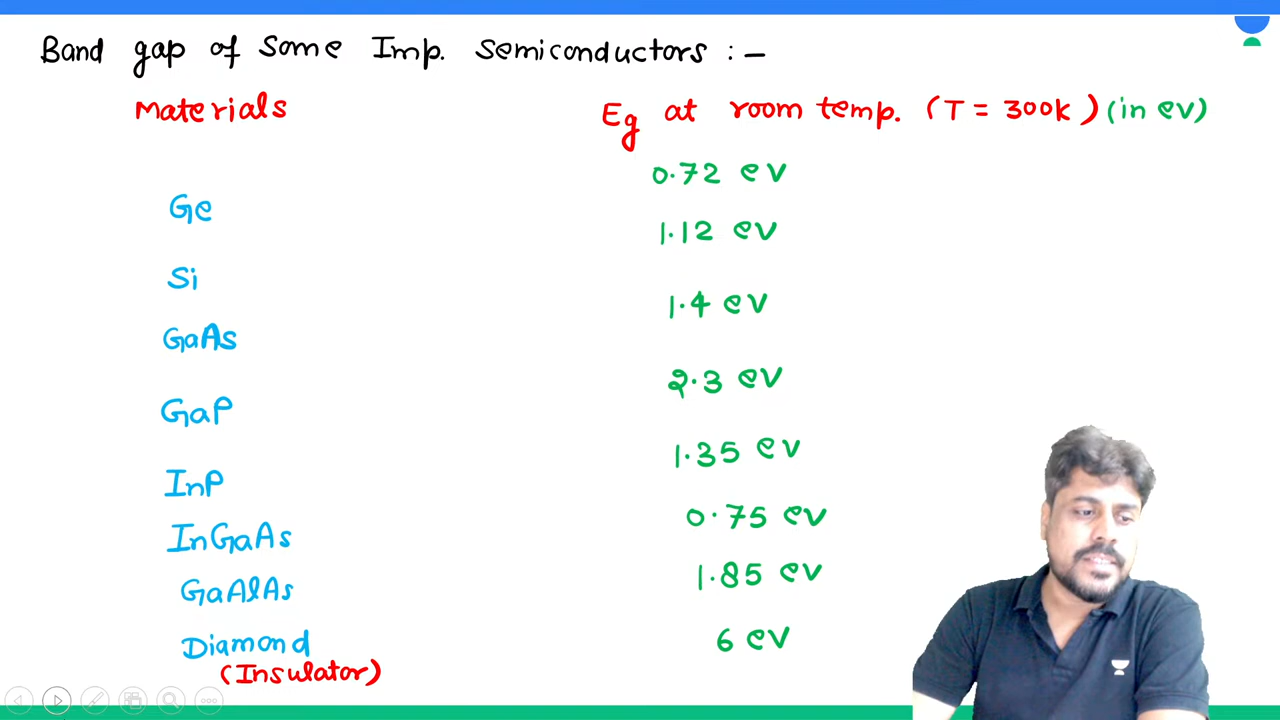 Band gap of Some Imp. semiconductors : -
Materials Eg at room temp. (T = 300k) (in ev)
Ge 0.72 ev
Si 1.12 ev
GaAs 1.4 ev
GaP 2.3 ev
InP 1.35 ev
InGaAs 0.75 ev
GaAlAs 1.85 ev
Diamond 6 ev
(Insulator)